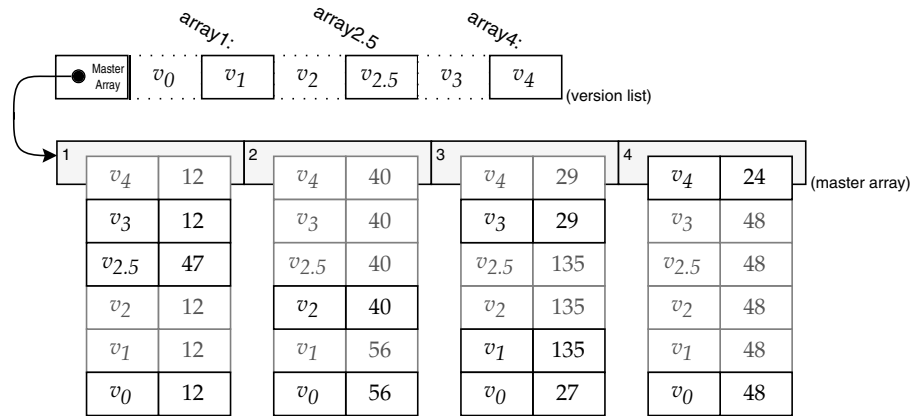 array1: array2.5 array4:
Master Array v0 v1 v2 v2.5 v3 v4 (version list)
1 2 3 4
v4 12 v4 40 v4 29 v4 24 (master array)
v3 12 v3 40 v3 29 v3 48
v2.5 47 v2.5 40 v2.5 135 v2.5 48
v2 12 v2 40 v2 135 v2 48
v1 12 v1 56 v1 135 v1 48
v0 12 v0 56 v0 27 v0 48